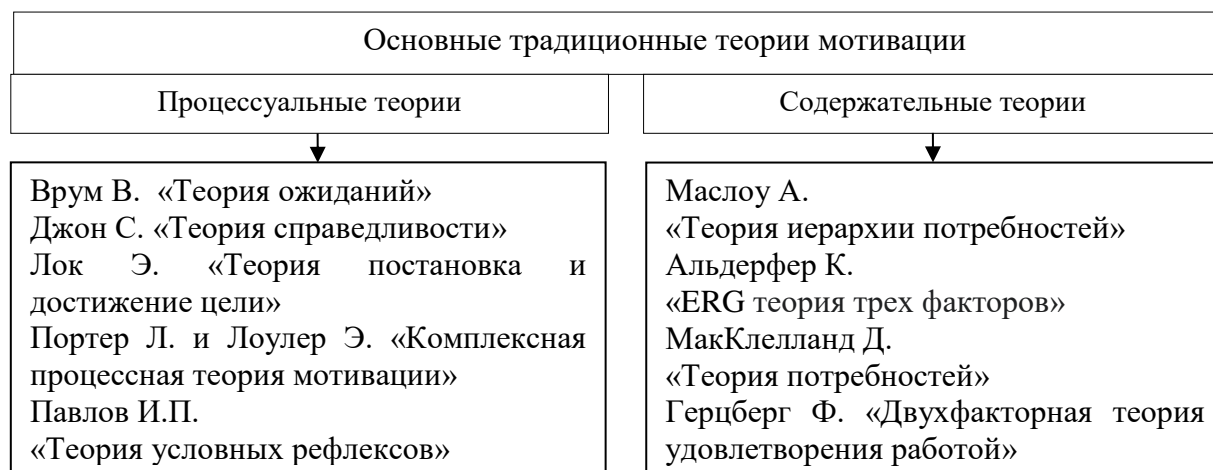 Основные традиционные теории мотивации
Процессуальные теории
Врум В. «Теория ожиданий»
Джон С. «Теория справедливости»
Лок Э. «Теория постановка и
достижение цели»
Портер Л. и Лоулер Э. «Комплексная
процессная теория мотивации»
Павлов И.П.
«Теория условных рефлексов»
Содержательные теории
Маслоу А.
«Теория иерархии потребностей»
Альдерфер К.
«ERG теория трех факторов»
МакКлелланд Д.
«Теория потребностей»
Герцберг Ф. «Двухфакторная теория
удовлетворения работой»